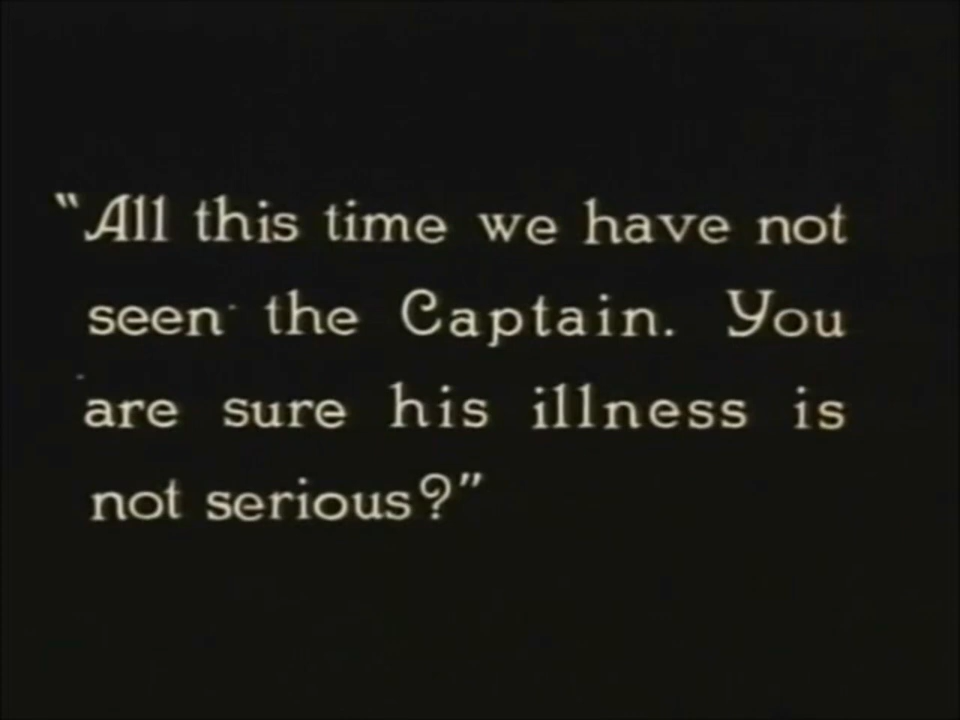 "All this time we have not
seen the Captain. You
are sure his illness is
not serious?"